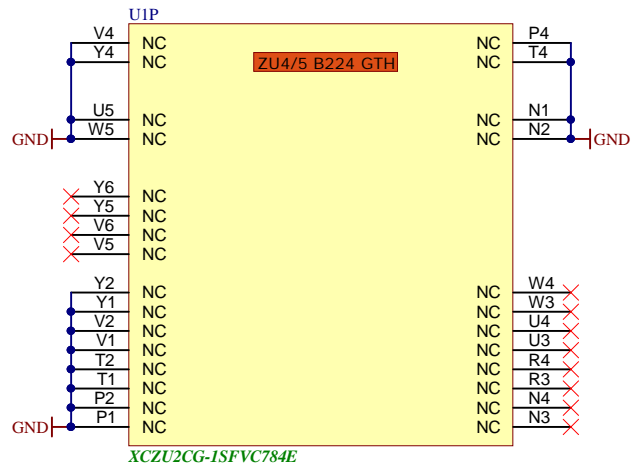 U1P
ZU4/5 B224 GTH
V4 NC NC P4
Y4 NC NC T4
U5 NC NC N1
W5 NC NC N2
GND GND
Y6 NC
Y5 NC
V6 NC
V5 NC
Y2 NC NC W4
Y1 NC NC W3
V2 NC NC U4
V1 NC NC U3
T2 NC NC R4
T1 NC NC R3
P2 NC NC N4
P1 NC NC N3
GND
XCZU2CG-1SFVC784E